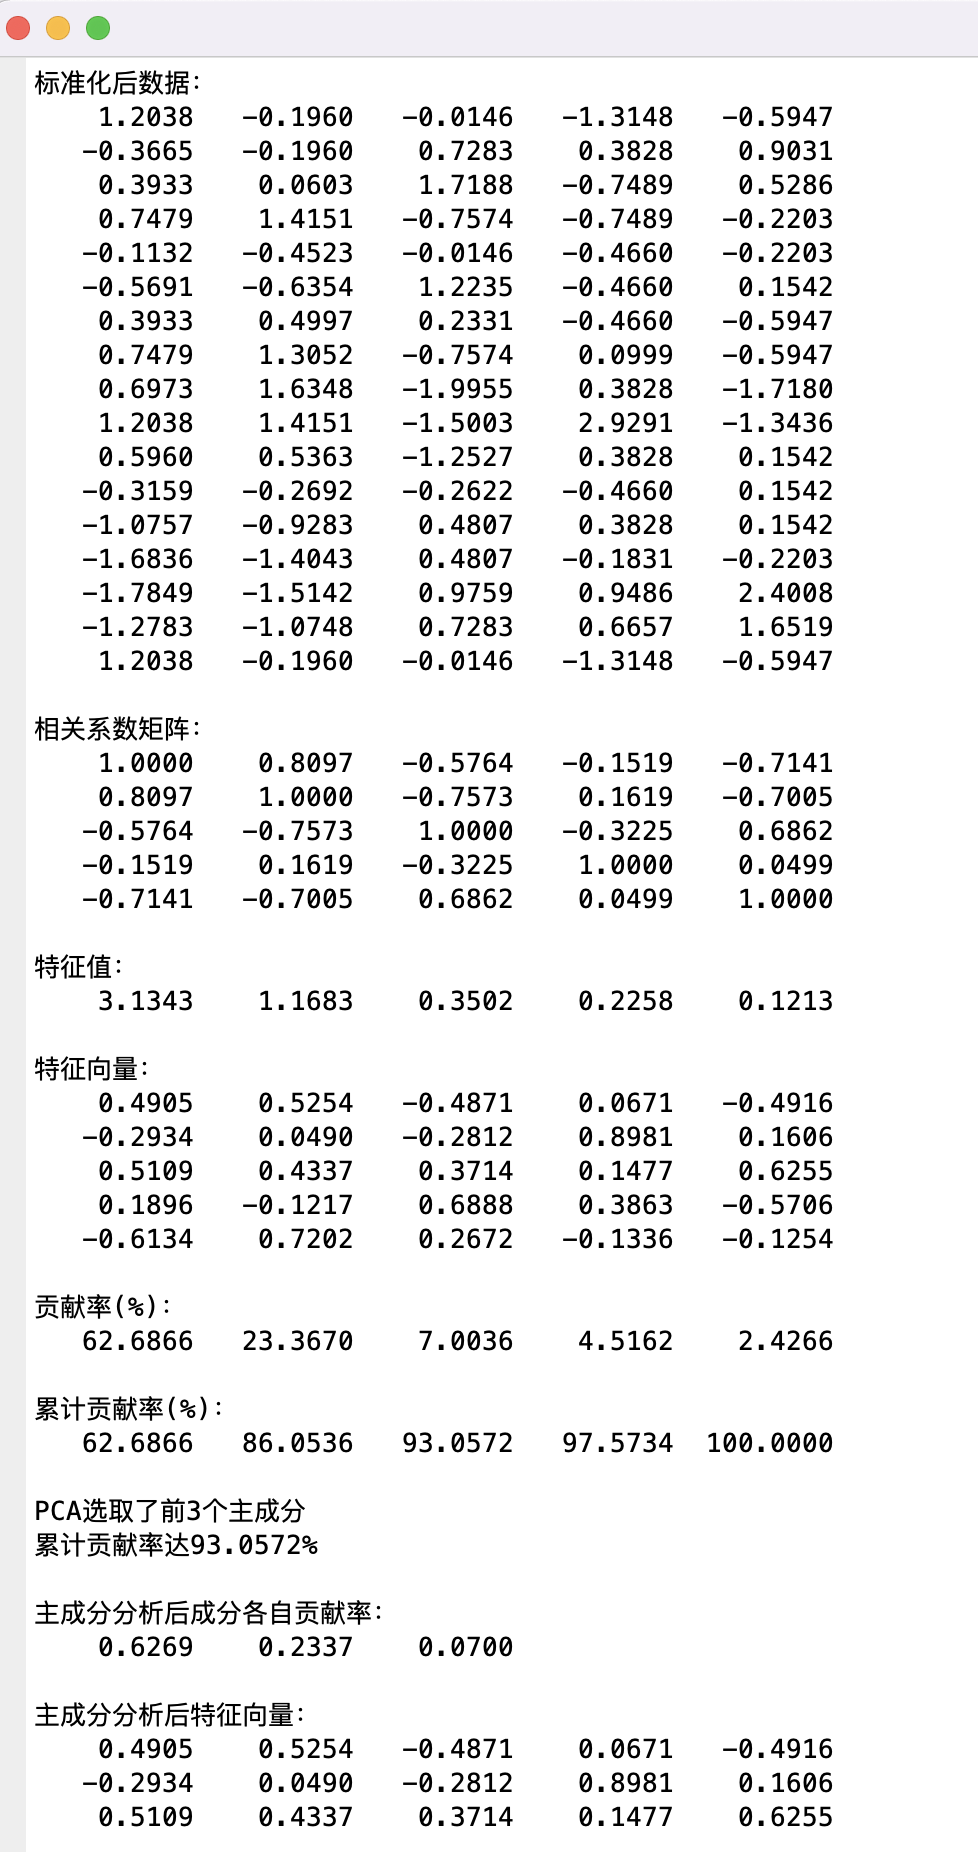 标准化后数据：
1.2038 -0.1960 -0.0146 -1.3148 -0.5947
-0.3665 -0.1960 0.7283 0.3828 0.9031
0.3933 0.0603 1.7188 -0.7489 0.5286
0.7479 1.4151 -0.7574 -0.7489 -0.2203
-0.1132 -0.4523 -0.0146 -0.4660 -0.2203
-0.5691 -0.6354 1.2235 -0.4660 0.1542
0.3933 0.4997 0.2331 -0.4660 -0.5947
0.7479 1.3052 -0.7574 0.0999 -0.5947
0.6973 1.6348 -1.9955 0.3828 -1.7180
1.2038 1.4151 -1.5003 2.9291 -1.3436
0.5960 0.5363 -1.2527 0.3828 0.1542
-0.3159 -0.2692 -0.2622 -0.4660 0.1542
-1.0757 -0.9283 0.4807 0.3828 0.1542
-1.6836 -1.4043 0.4807 -0.1831 -0.2203
-1.7849 -1.5142 0.9759 0.9486 2.4008
-1.2783 -1.0748 0.7283 0.6657 1.6519
1.2038 -0.1960 -0.0146 -1.3148 -0.5947
相关系数矩阵：
1.0000 0.8097 -0.5764 -0.1519 -0.7141
0.8097 1.0000 -0.7573 0.1619 -0.7005
-0.5764 -0.7573 1.0000 -0.3225 0.6862
-0.1519 0.1619 -0.3225 1.0000 0.0499
-0.7141 -0.7005 0.6862 0.0499 1.0000
特征值：
3.1343 1.1683 0.3502 0.2258 0.1213
特征向量：
0.4905 0.5254 -0.4871 0.0671 -0.4916
-0.2934 0.0490 -0.2812 0.8981 0.1606
0.5109 0.4337 0.3714 0.1477 0.6255
0.1896 -0.1217 0.6888 0.3863 -0.5706
-0.6134 0.7202 0.2672 -0.1336 -0.1254
贡献率(%)：
62.6866 23.3670 7.0036 4.5162 2.4266
累计贡献率(%)：
62.6866 86.0536 93.0572 97.5734 100.0000
PCA选取了前3个主成分
累计贡献率达93.0572%
主成分分析后成分各自贡献率：
0.6269 0.2337 0.0700
主成分分析后特征向量：
0.4905 0.5254 -0.4871 0.0671 -0.4916
-0.2934 0.0490 -0.2812 0.8981 0.1606
0.5109 0.4337 0.3714 0.1477 0.6255